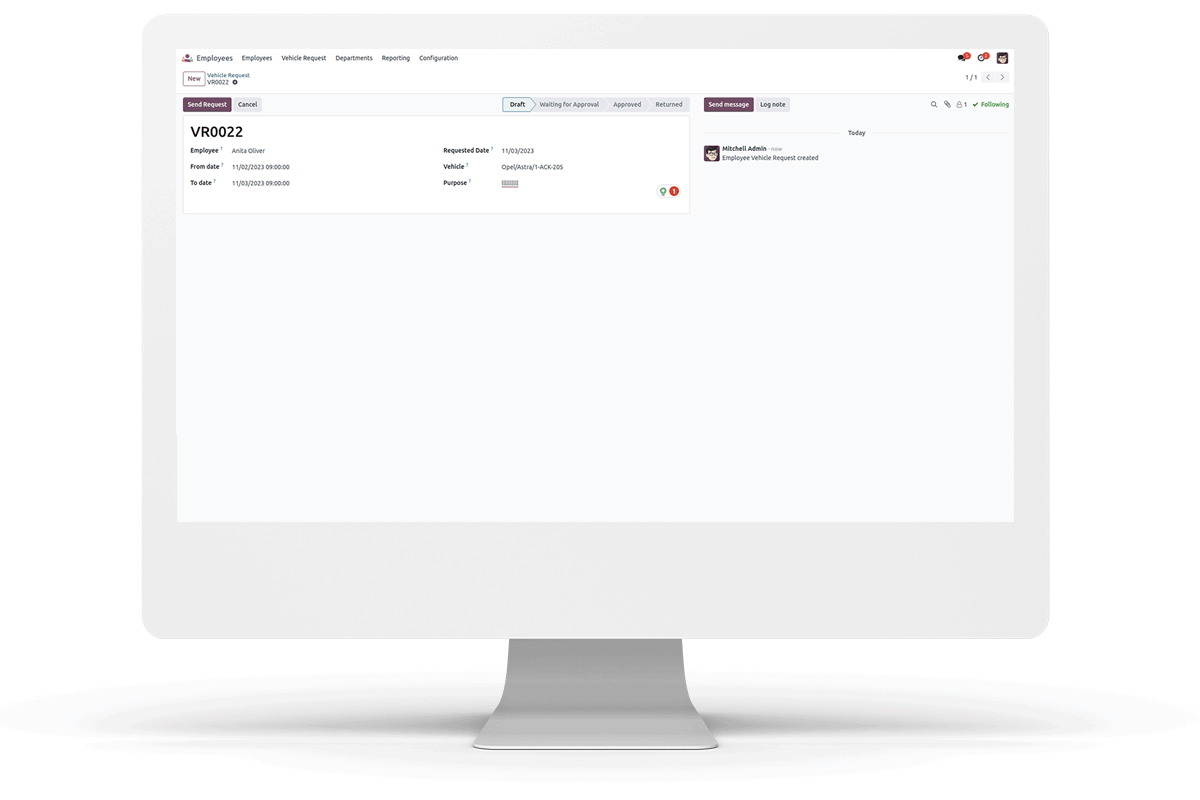 Employees Employees Vehicle Request Departments Reporting Configuration
New Vehicle Request 1 / 1
VR0022
Send Request Cancel Draft Waiting for Approval Approved Returned Send message Log note 1 Following
VR0022
Employee ? Anita Oliver
From date ? 11/02/2023 09:00:00
To date ? 11/03/2023 09:00:00
Requested Date ? 11/03/2023
Vehicle ? Opel/Astra/1-ACK-205
Purpose ?
1
Today
Mitchell Admin - now
Employee Vehicle Request created